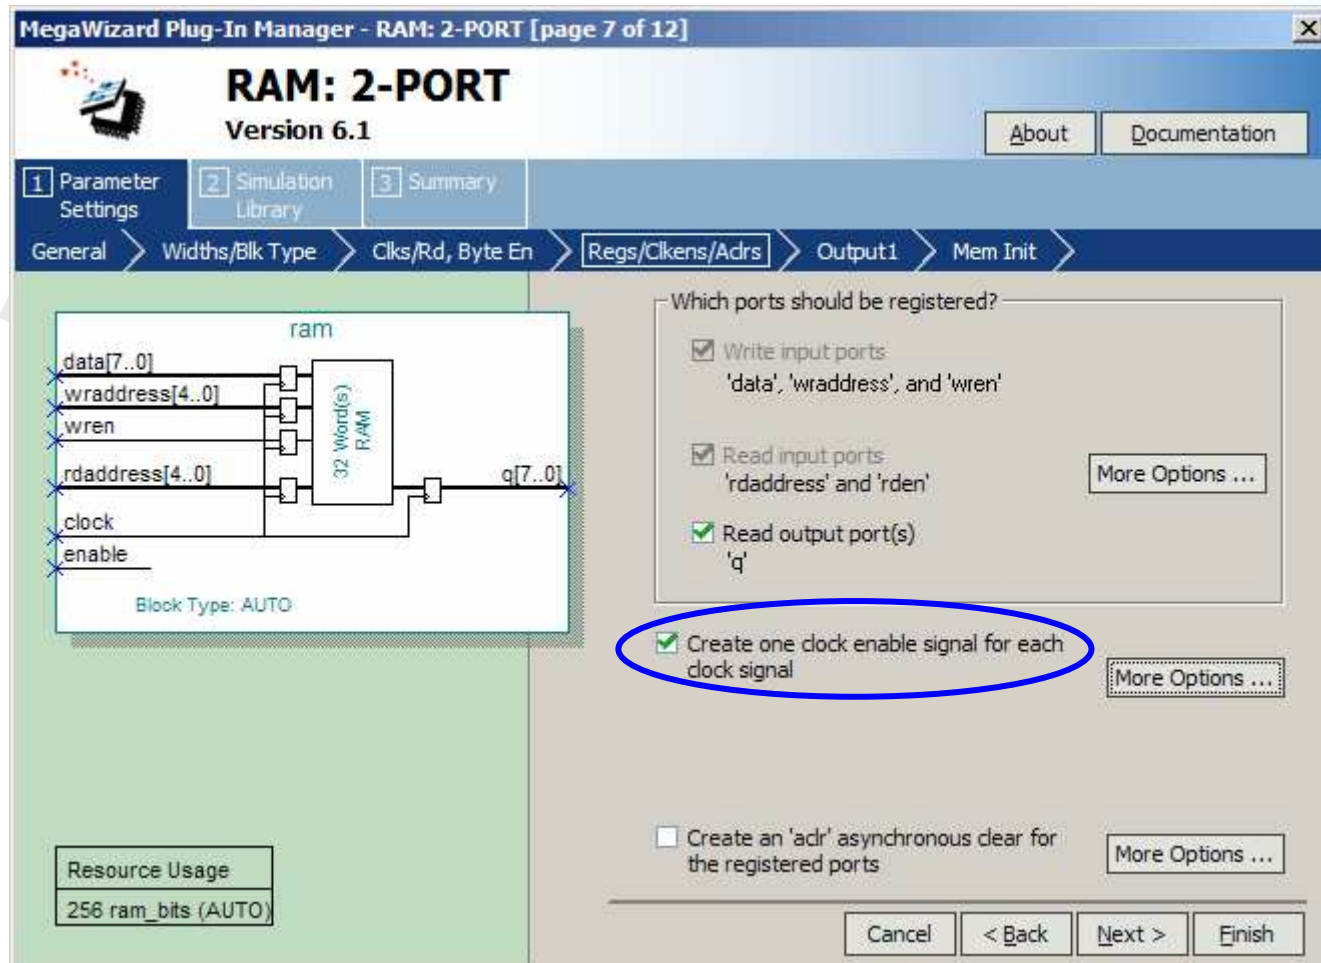 MegaWizard Plug-In Manager - RAM: 2-PORT [page 7 of 12]
RAM: 2-PORT
Version 6.1
About
Documentation
1 Parameter Settings
2 Simulation Library
3 Summary
General
Widths/Blk Type
Clks/Rd, Byte En
Regs/Clkens/Aclrs
Output1
Mem Init
ram
data[7..0]
wraddress[4..0]
wren
rdaddress[4..0]
clock
enable
32 Word(s)
RAM
q[7..0]
Block Type: AUTO
Resource Usage
256 ram_bits (AUTO)
Which ports should be registered?
Write input ports
'data', 'wraddress', and 'wren'
Read input ports
'rdaddress' and 'rden'
More Options ...
Read output port(s)
'q'
Create one clock enable signal for each
clock signal
More Options ...
Create an 'aclr' asynchronous clear for
the registered ports
More Options ...
Cancel
< Back
Next >
Finish